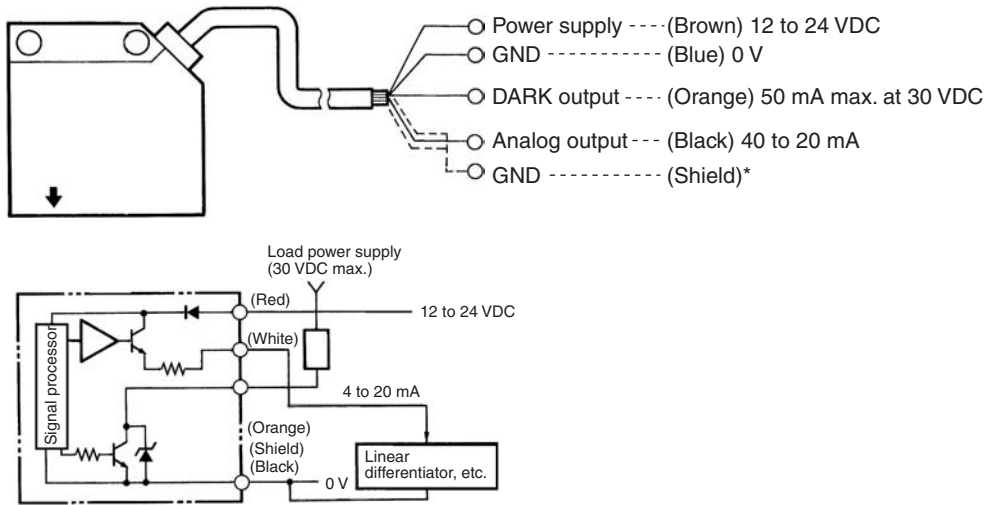 Power supply ---- (Brown) 12 to 24 VDC
GND ----------- (Blue) 0 V
DARK output ---- (Orange) 50 mA max. at 30 VDC
Analog output --- (Black) 40 to 20 mA
GND ----------- (Shield)*
Load power supply
(30 VDC max.)
(Red)
12 to 24 VDC
(White)
Signal processor
4 to 20 mA
(Orange)
(Shield)
(Black)
0 V
Linear
differentiator, etc.